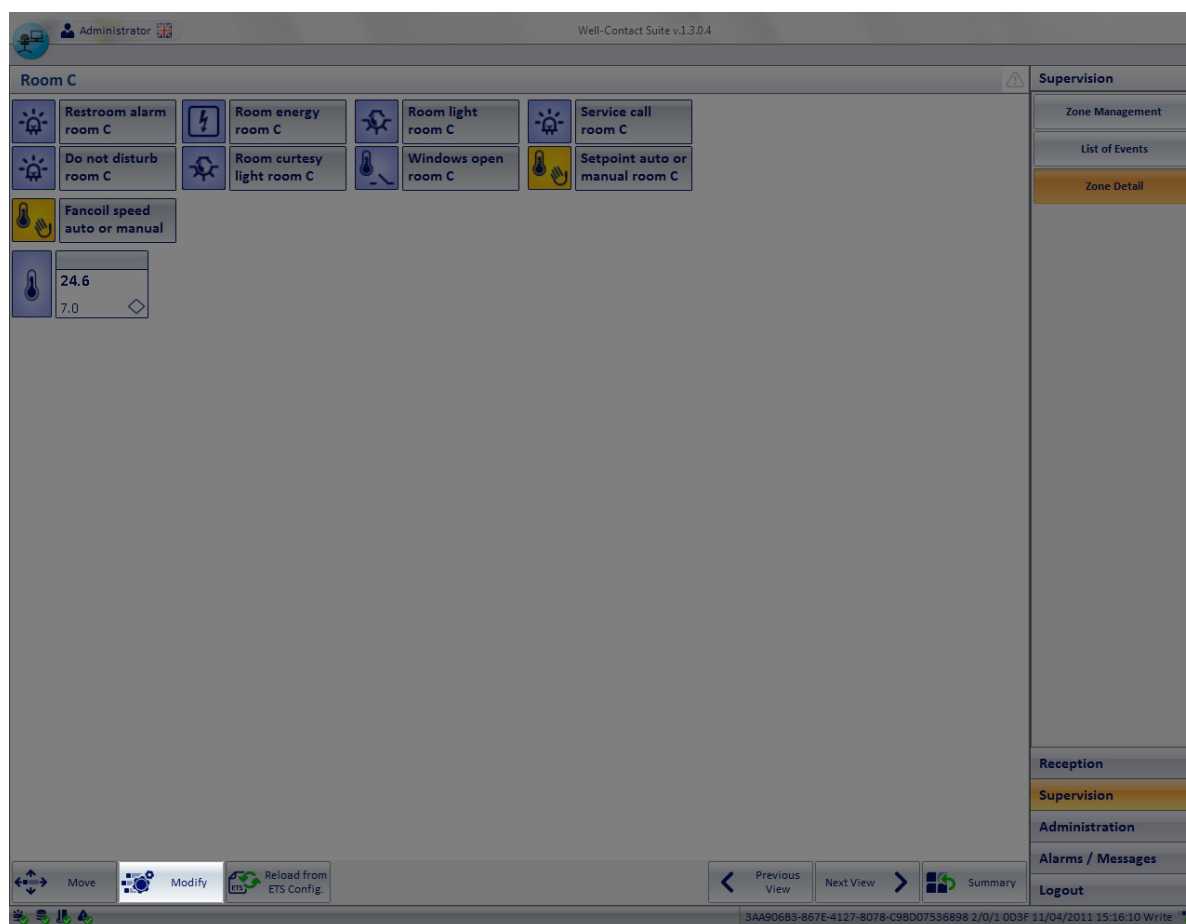 Administrator
Well-Contact Suite v.1.3.0.4
Room C
Restroom alarm
room C
Room energy
room C
Room light
room C
Service call
room C
Do not disturb
room C
Room curtesy
light room C
Windows open
room C
Setpoint auto or
manual room C
Fancoil speed
auto or manual
24.6
7.0
Supervision
Zone Management
List of Events
Zone Detail
Reception
Supervision
Administration
Alarms / Messages
Logout
Move
Modify
ETS
Reload from
ETS Config.
Previous
View
Next View
Summary
3AA906B3-867E-4127-8078-C9BD07536898 2/0/1 0D3F 11/04/2011 15:16:10 Write